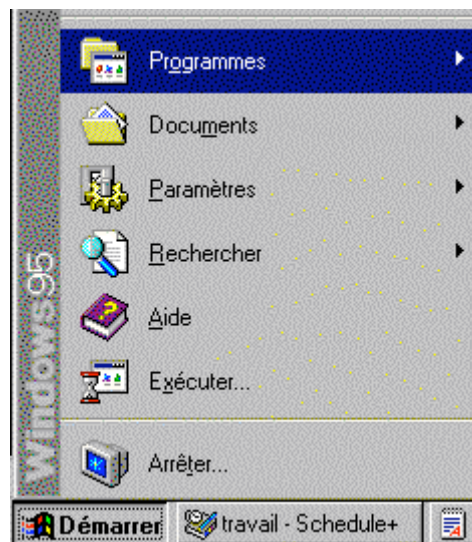 Programmes
Documents
Paramètres
Rechercher
Aide
Exécuter...
Arrêter...
Windows95
Démarrer
travail - Schedule+